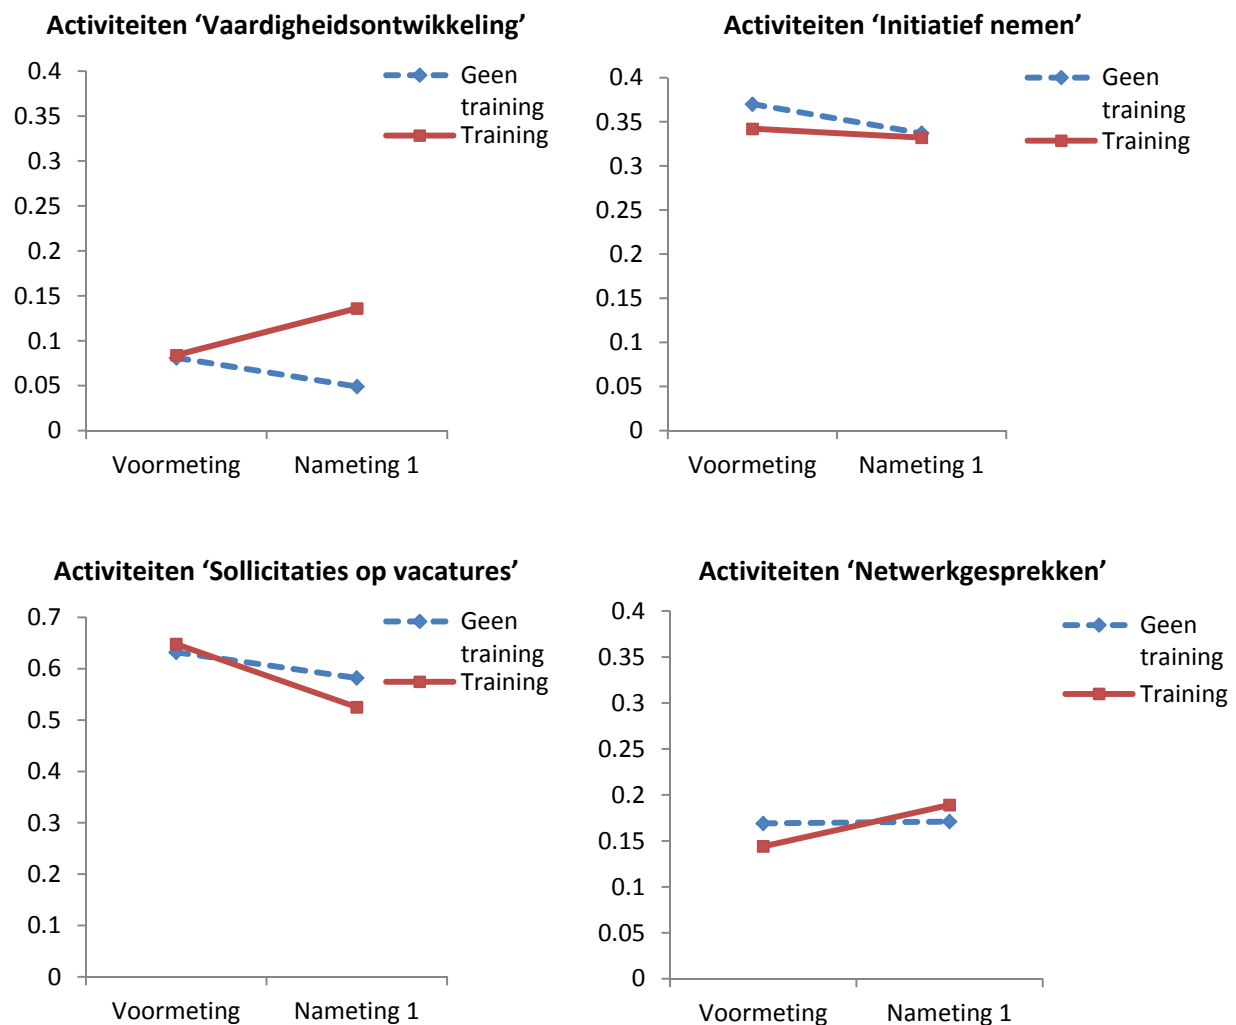 Activiteiten ‘Vaardigheidsontwikkeling’
0.4
0.35
0.3
0.25
0.2
0.15
0.1
0.05
0
Voormeting
Nameting 1
Geen
training
Training
Activiteiten ‘Initiatief nemen’
0.4
0.35
0.3
0.25
0.2
0.15
0.1
0.05
0
Voormeting
Nameting 1
Geen
training
Training
Activiteiten ‘Sollicitaties op vacatures’
0.7
0.6
0.5
0.4
0.3
0.2
0.1
0
Voormeting
Nameting 1
Geen
training
Training
Activiteiten ‘Netwerkgesprekken’
0.4
0.35
0.3
0.25
0.2
0.15
0.1
0.05
0
Voormeting
Nameting 1
Geen
training
Training